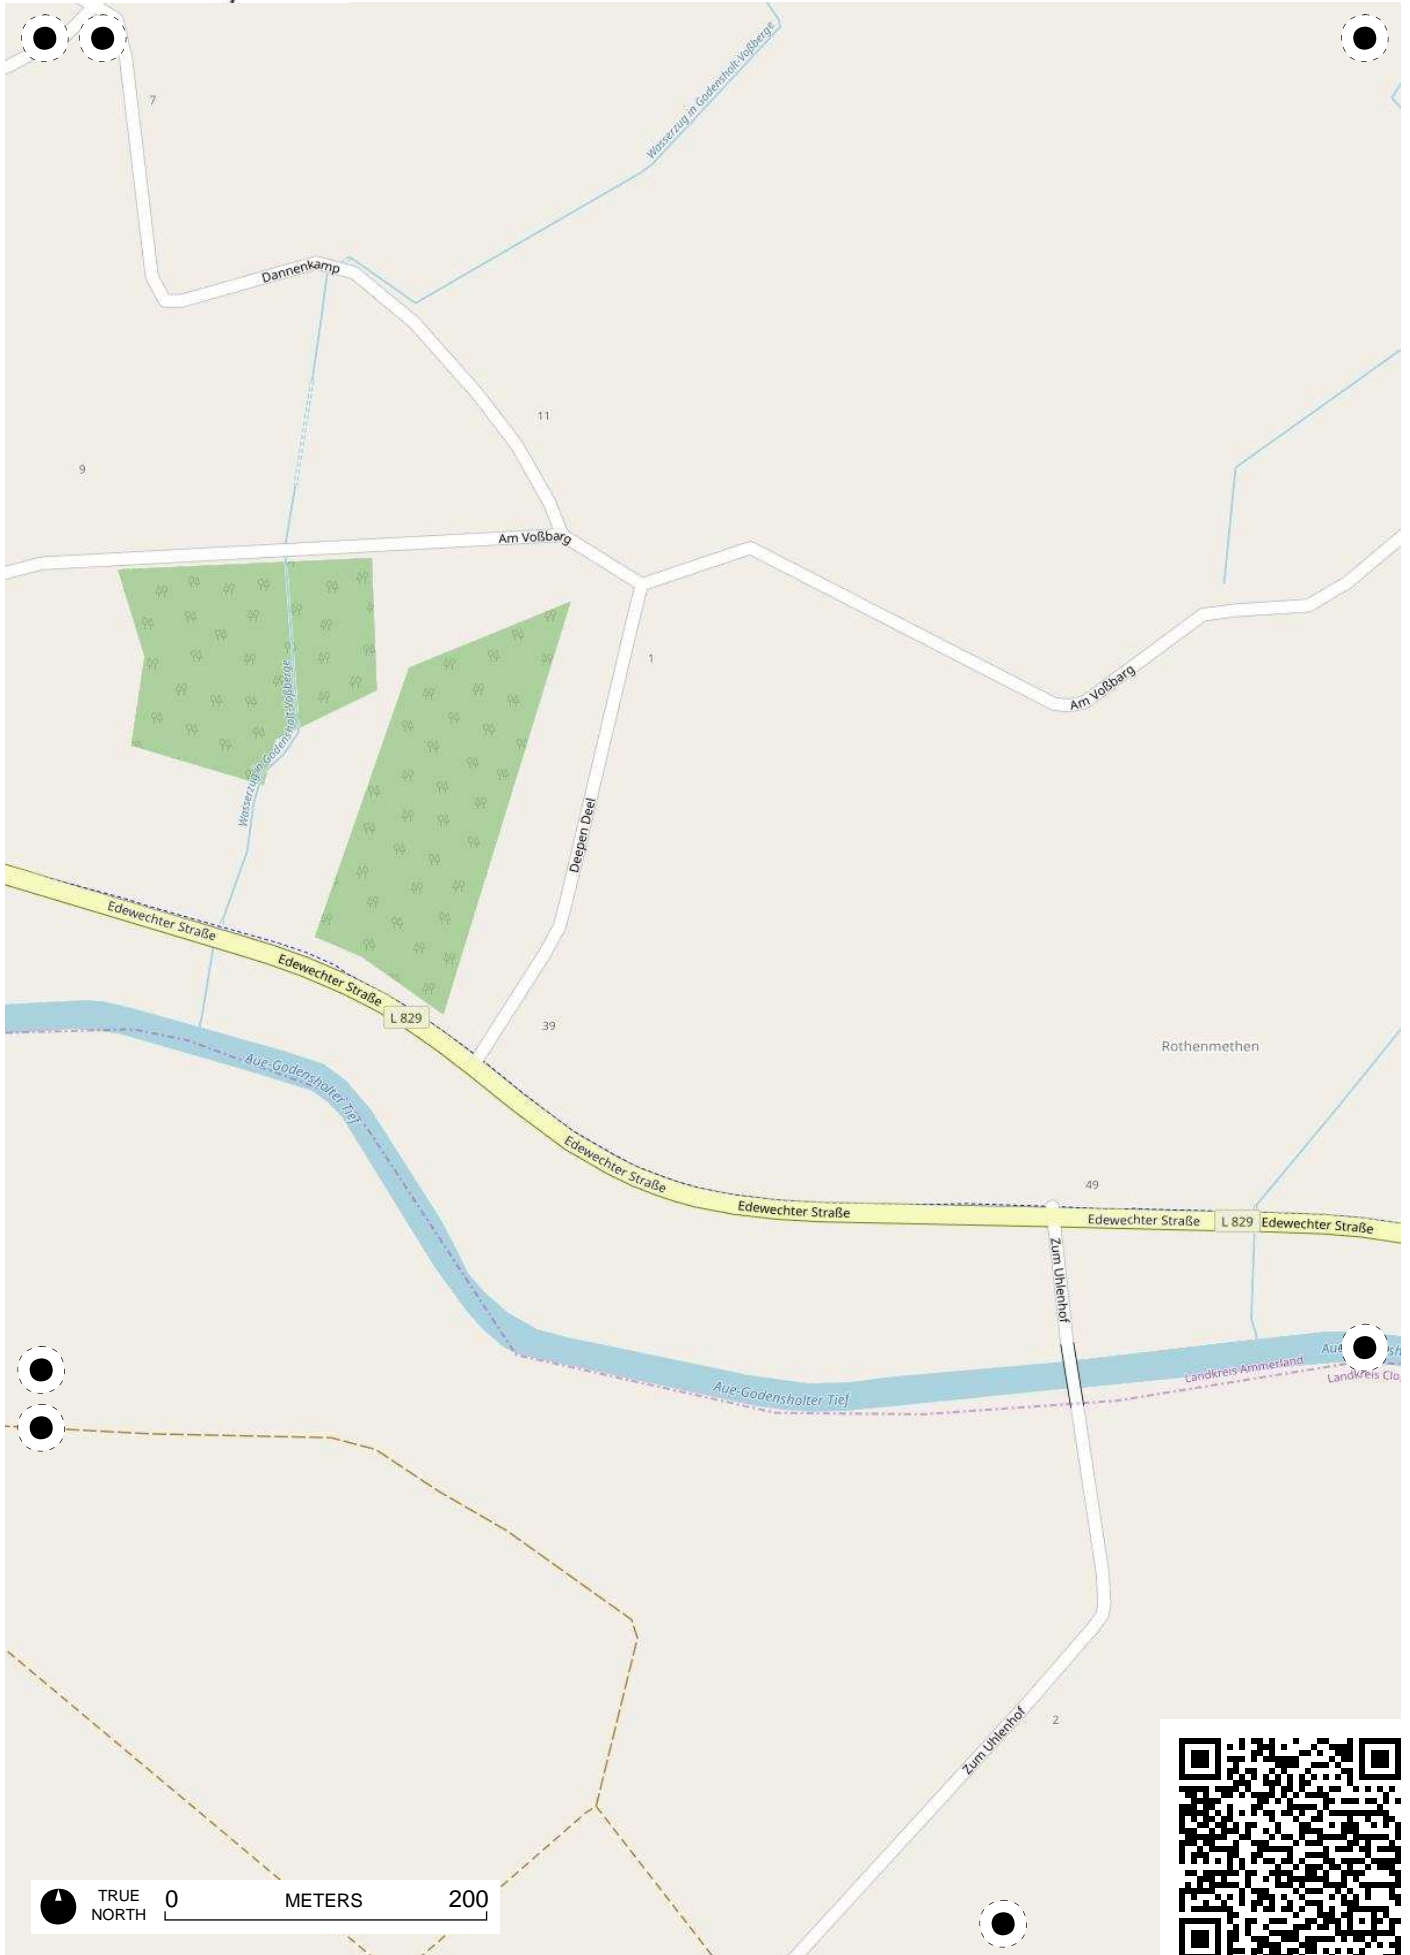 Wasserzug in Godensholt-Voßberge
7
Dannenkamp
11
9
Am Voßbarg
1
Am Voßbarg
Wasserzug in Godensholt-Voßberge
Deepen Deel
Edewechter Straße
Edewechter Straße
L 829
39
Rothenmethen
Aue-Godensholter Tief
Edewechter Straße
49
Edewechter Straße
Edewechter Straße
L 829
Edewechter Straße
Zum Uhlenhof
Landkreis Ammerland
Landkreis Clo
Aue-Godensholter Tief
Zum Uhlenhof
2
TRUE NORTH
0 METERS 200